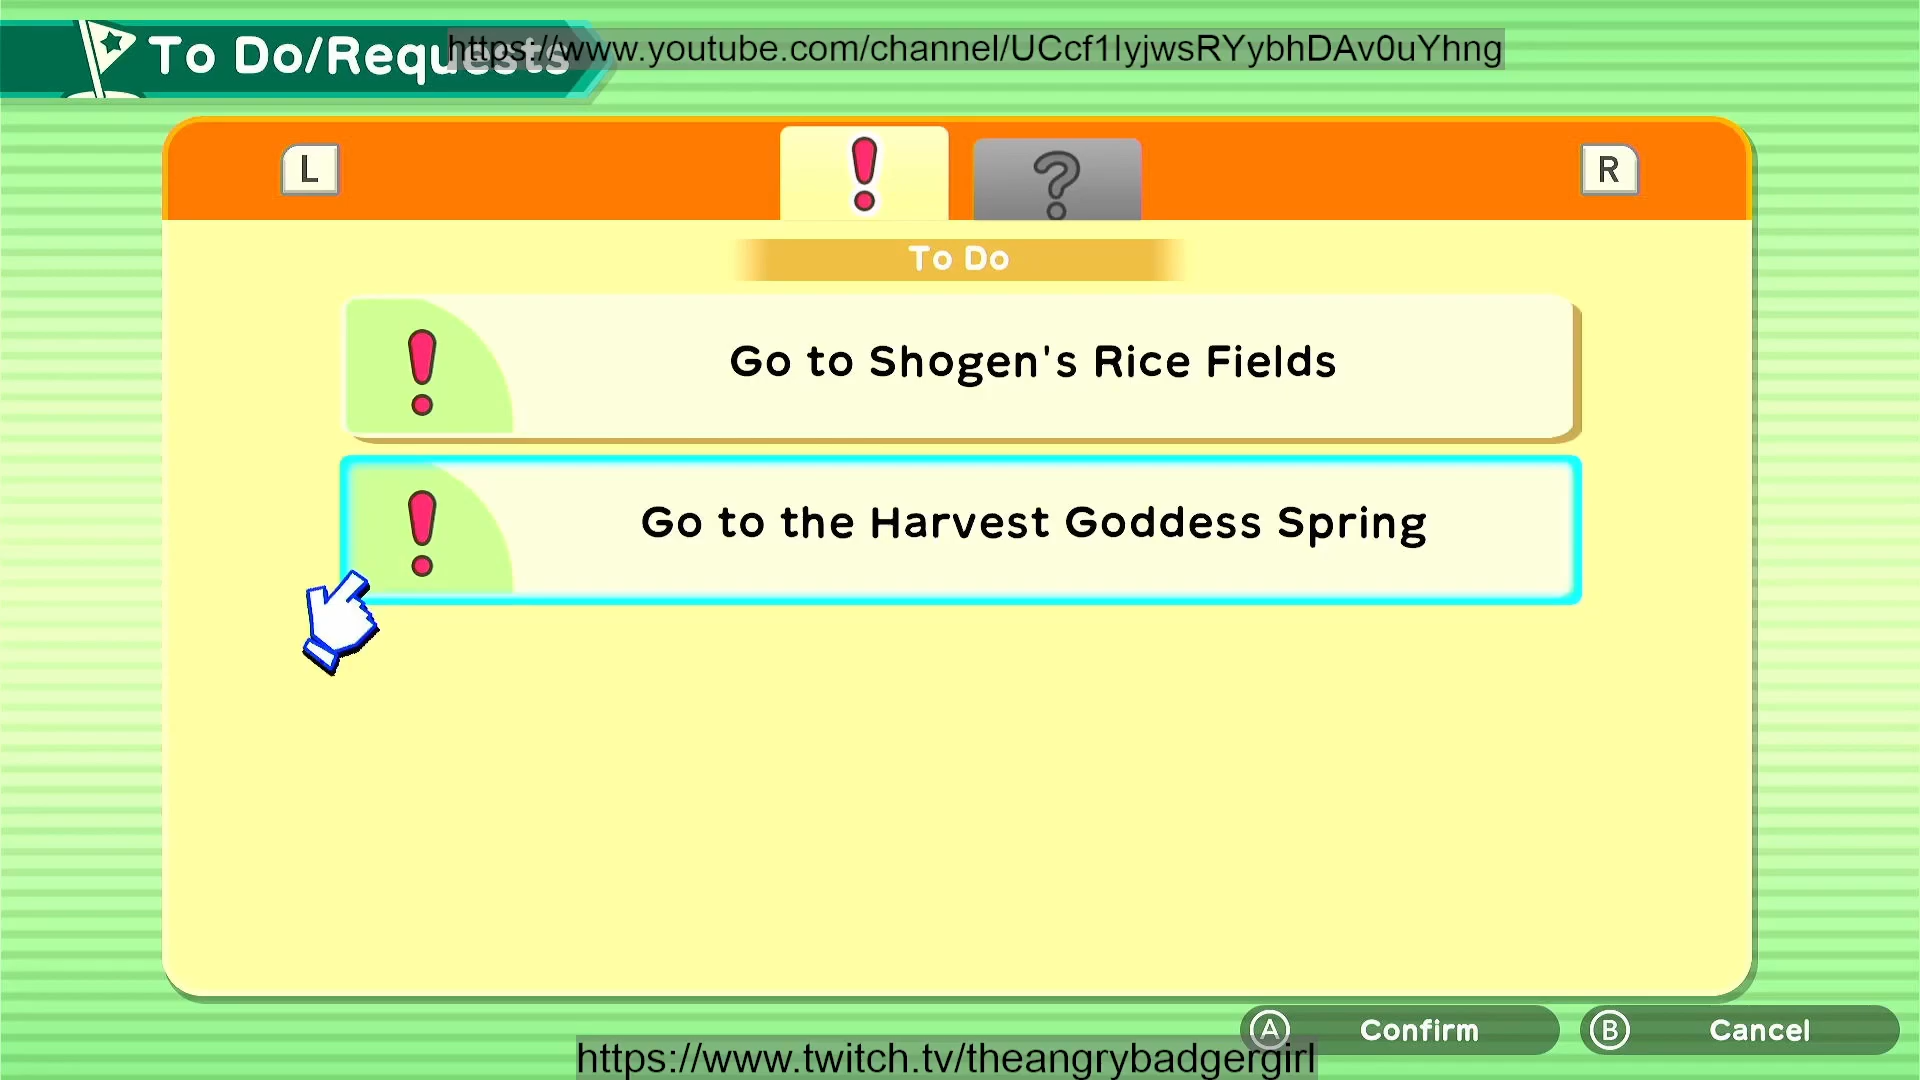 To Do/Requests
https://www.youtube.com/channel/UCcf1IyjwsRYybhDAv0uYhng
L
R
To Do
Go to Shogen's Rice Fields
Go to the Harvest Goddess Spring
A Confirm
B Cancel
https://www.twitch.tv/theangrybadgergirl